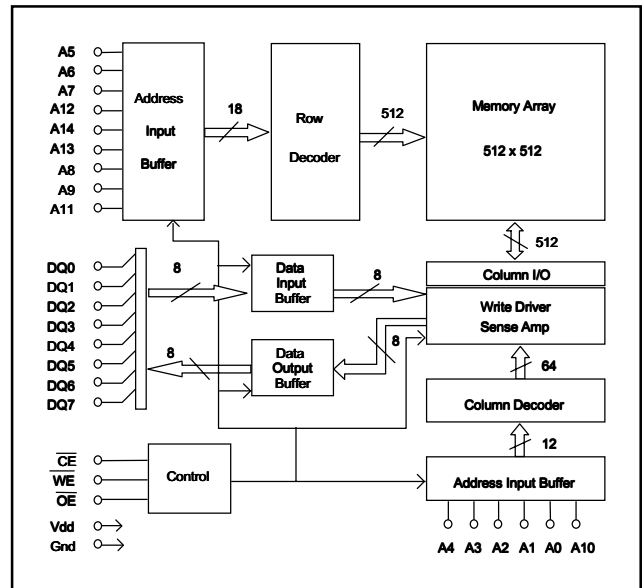 A5
A6
A7
A12
A14
A13
A8
A9
A11
Address
Input
Buffer
18
Row
Decoder
512
Memory Array
512 x 512
512
DQ0
DQ1
DQ2
DQ3
DQ4
DQ5
DQ6
DQ7
8
Data
Input
Buffer
8
Column I/O
Write Driver
Sense Amp
8
Data
Output
Buffer
8
64
Column Decoder
12
CE
WE
OE
Vdd
Gnd
Control
Address Input Buffer
A4 A3 A2 A1 A0 A10